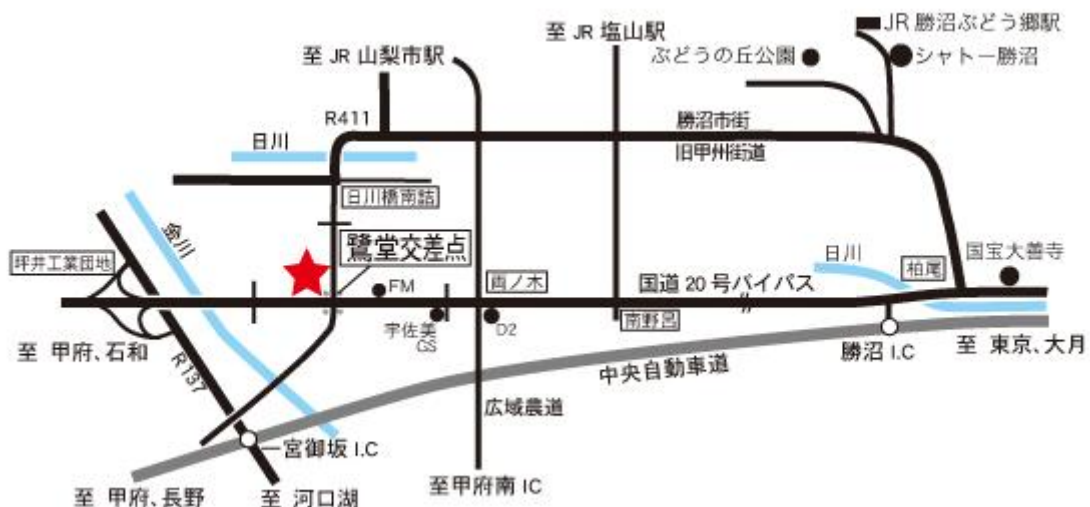 JR 勝沼ぶどう郷駅
至 JR 塩山駅
至 JR 山梨市駅
ぶどうの丘公園
シャトー勝沼
R411
勝沼市街
旧甲州街道
日川
日川橋南詰
金川
鷺堂交差点
坪井工業団地
日川
柏尾
国宝大善寺
FM
両ノ木
国道 20 号バイパス
宇佐美
GS
D2
南野呂
至 甲府、石和
R137
勝沼 I.C
至 東京、大月
中央自動車道
広域農道
一宮御坂 I.C
至甲府南 IC
至 甲府、長野
至 河口湖